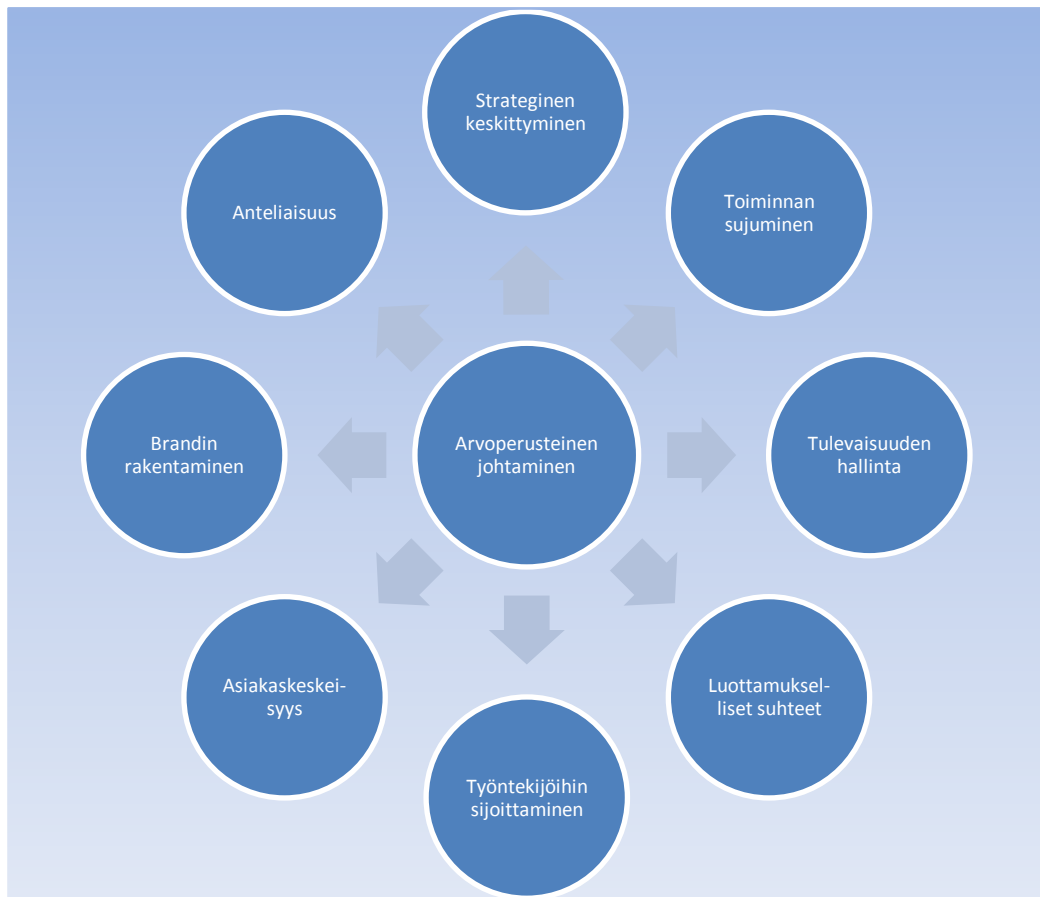 Strateginen
keskittyminen
Toiminnan
sujuminen
Tulevaisuuden
hallinta
Luottamuksel-
liset suhteet
Työntekijöihin
sijoittaminen
Asiakaskeskei-
syys
Brandin
rakentaminen
Anteliaisuus
Arvoperusteinen
johtaminen